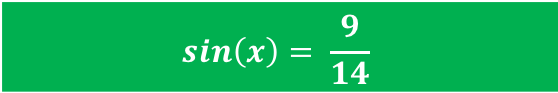 sin(x) = 9/14